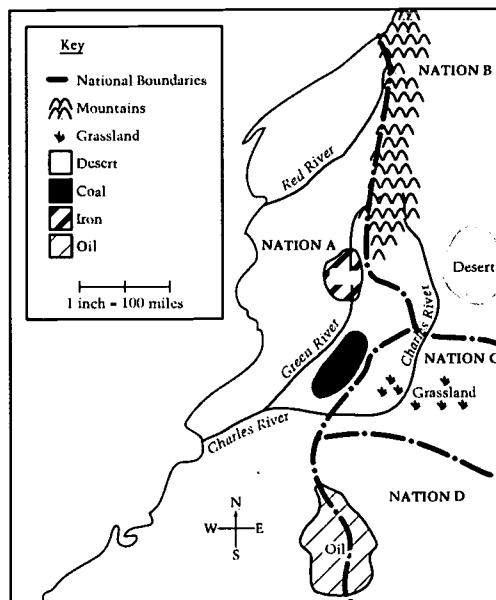 Key
National Boundaries
Mountains
Grassland
Desert
Coal
Iron
Oil
1 inch = 100 miles
NATION B
Red River
NATION A
Desert
Green River
Charles River
NATION C
Grassland
Charles River
NATION D
N
W E
S
Oil